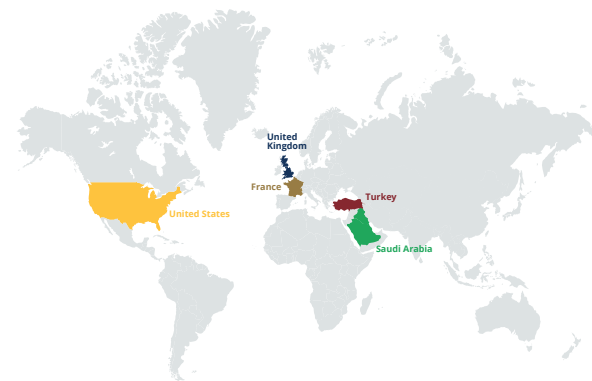 United
Kingdom
France
Turkey
United States
Saudi Arabia